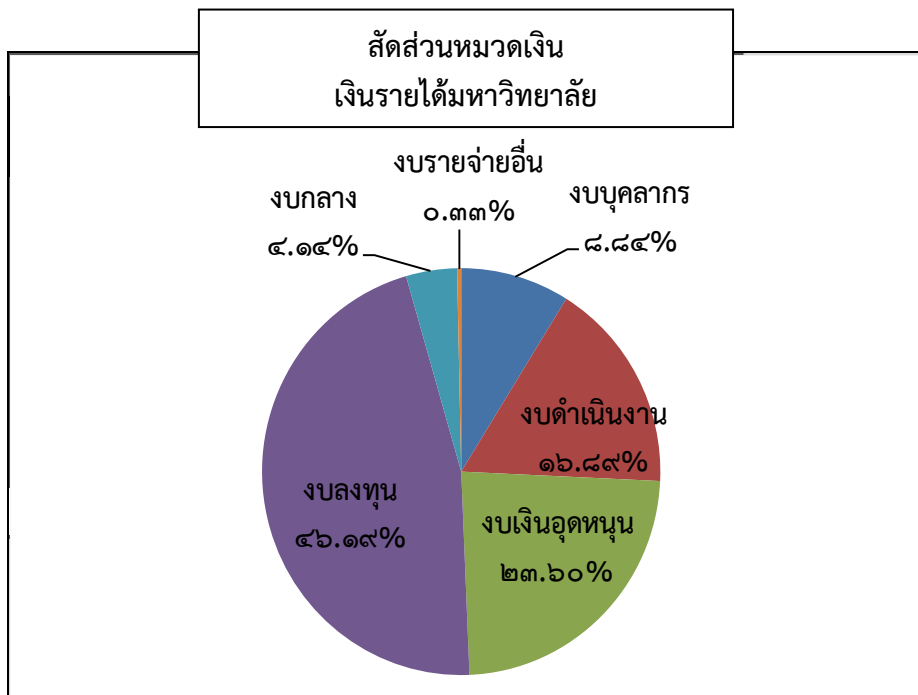 สัดส่วนหมวดเงิน
เงินรายได้มหาวิทยาลัย
งบรายจ่ายอื่น
๐.๓๓%
งบกลาง
๔.๑๔%
งบบุคลากร
๘.๘๔%
งบดำเนินงาน
๑๖.๘๙%
งบลงทุน
๔๖.๑๙%
งบเงินอุดหนุน
๒๓.๖๐%